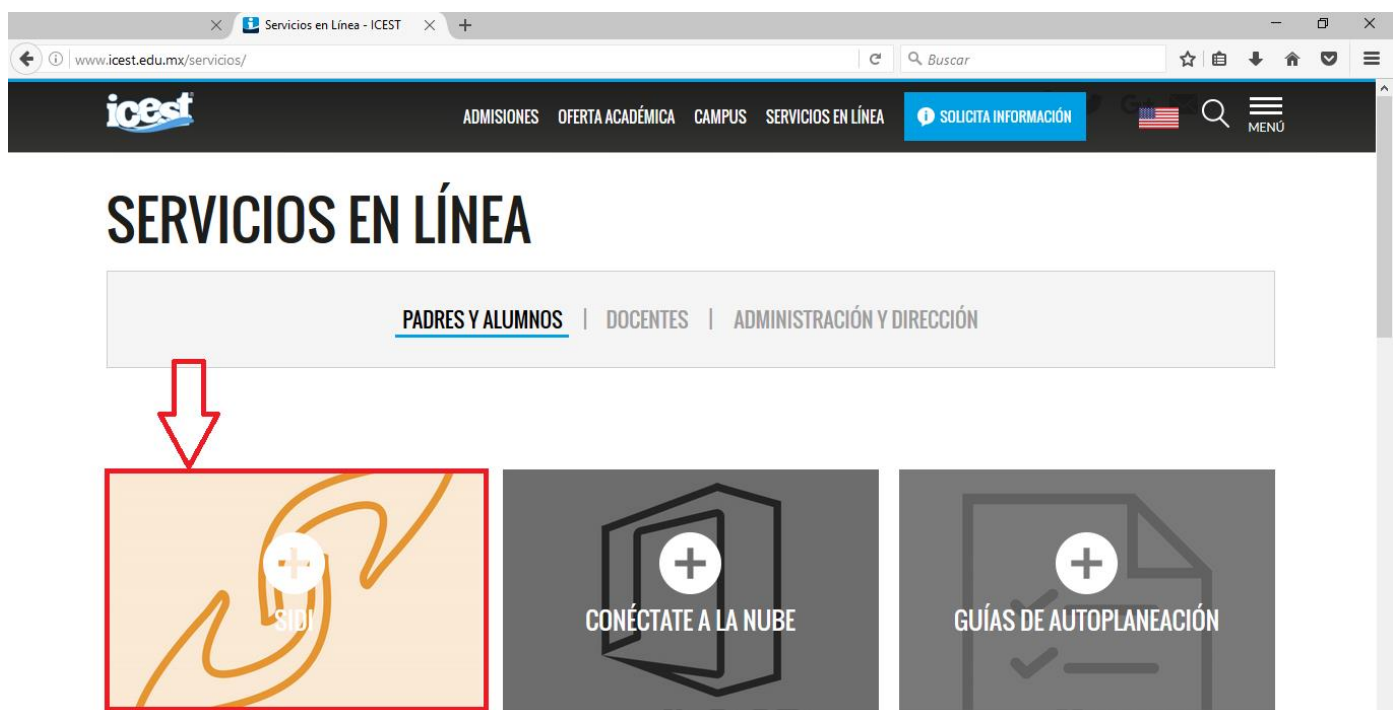 Servicios en Línea - ICEST
www.icest.edu.mx/servicios/
Buscar
icest
ADMISIONES OFERTA ACADÉMICA CAMPUS SERVICIOS EN LÍNEA SOLICITA INFORMACIÓN G+ MENÚ
SERVICIOS EN LÍNEA
PADRES Y ALUMNOS | DOCENTES | ADMINISTRACIÓN Y DIRECCIÓN
SIDI
CONÉCTATE A LA NUBE
GUÍAS DE AUTOPLANEACIÓN